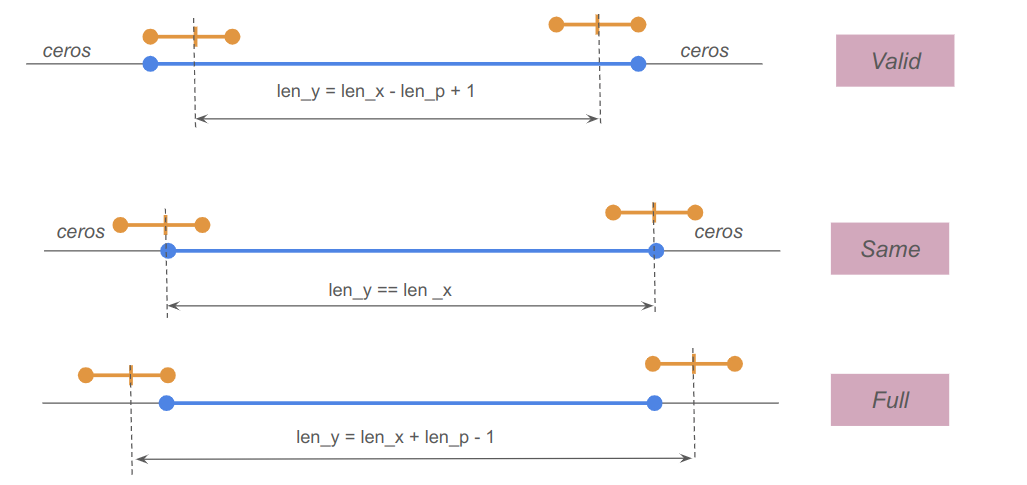 ceros
ceros
Valid
len_y = len_x - len_p + 1
ceros
ceros
Same
len_y == len _x
Full
len_y = len_x + len_p - 1